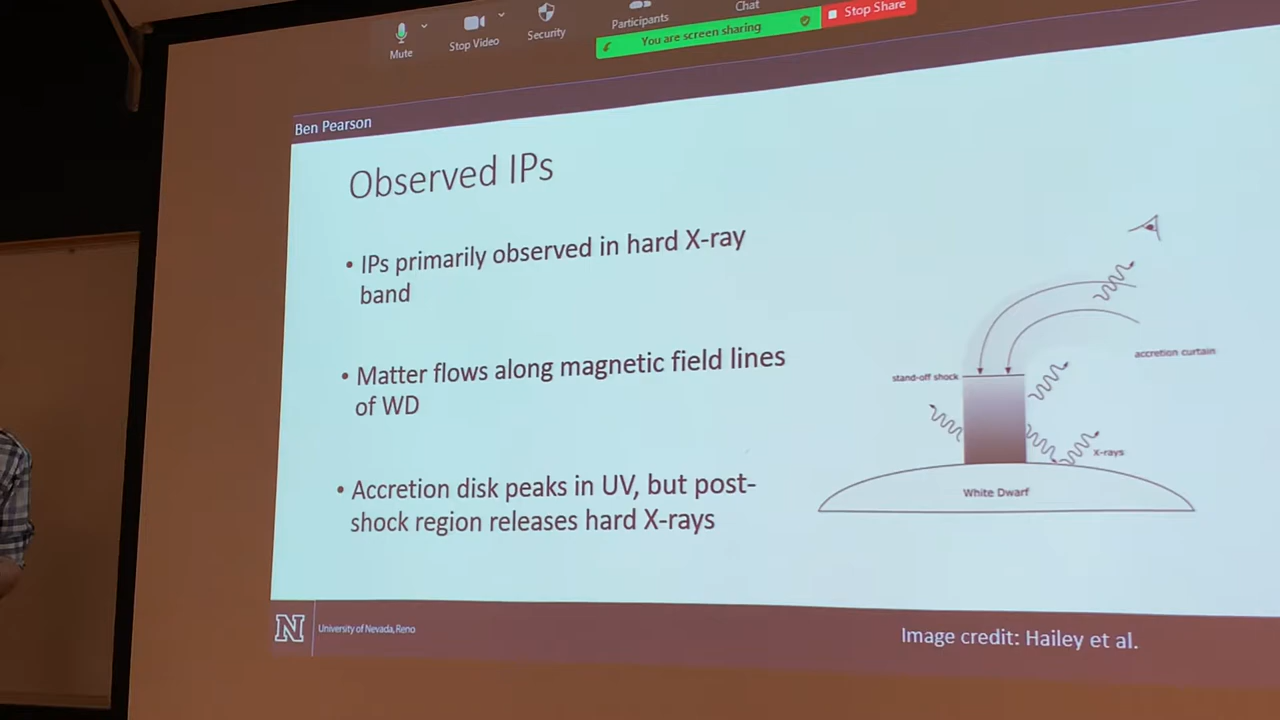 Mute
Stop Video
Security
Participants
Chat
You are screen sharing
Stop Share
Ben Pearson
Observed IPs
• IPs primarily observed in hard X-ray
band
• Matter flows along magnetic field lines
of WD
• Accretion disk peaks in UV, but post-
shock region releases hard X-rays
accretion curtain
stand-off shock
X-rays
White Dwarf
N
University of Nevada, Reno
Image credit: Hailey et al.